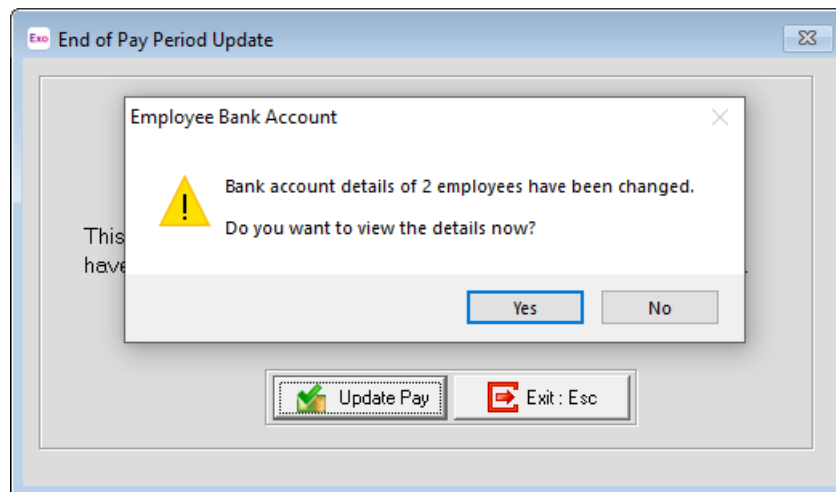 Exo End of Pay Period Update
Employee Bank Account
Bank account details of 2 employees have been changed.
Do you want to view the details now?
This
have
Yes No
Update Pay Exit : Esc